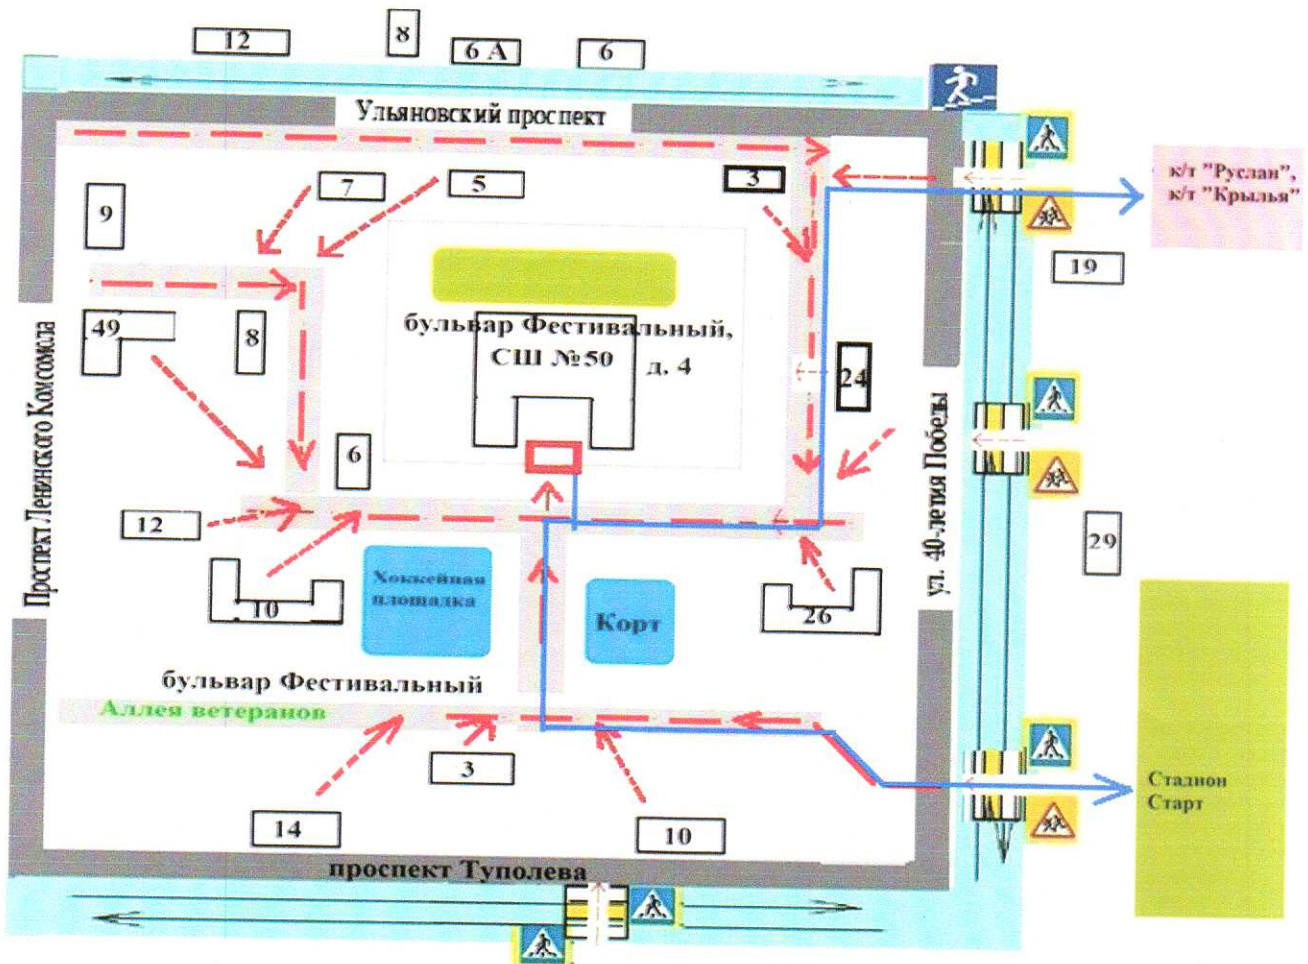 12
8
6 А
6
Ульяновский проспект
к/т "Руслан",
к/т "Крылья"
7
5
3
9
19
49
8
бульвар Фестивальный,
СШ №50
д. 4
24
Проспект Ленинского Комсомола
ул. 40-летия Победы
6
12
29
Хоккейная
площадка
10
Корт
26
бульвар Фестивальный
Аллея ветеранов
3
Стадион
Старт
14
10
проспект Туполева